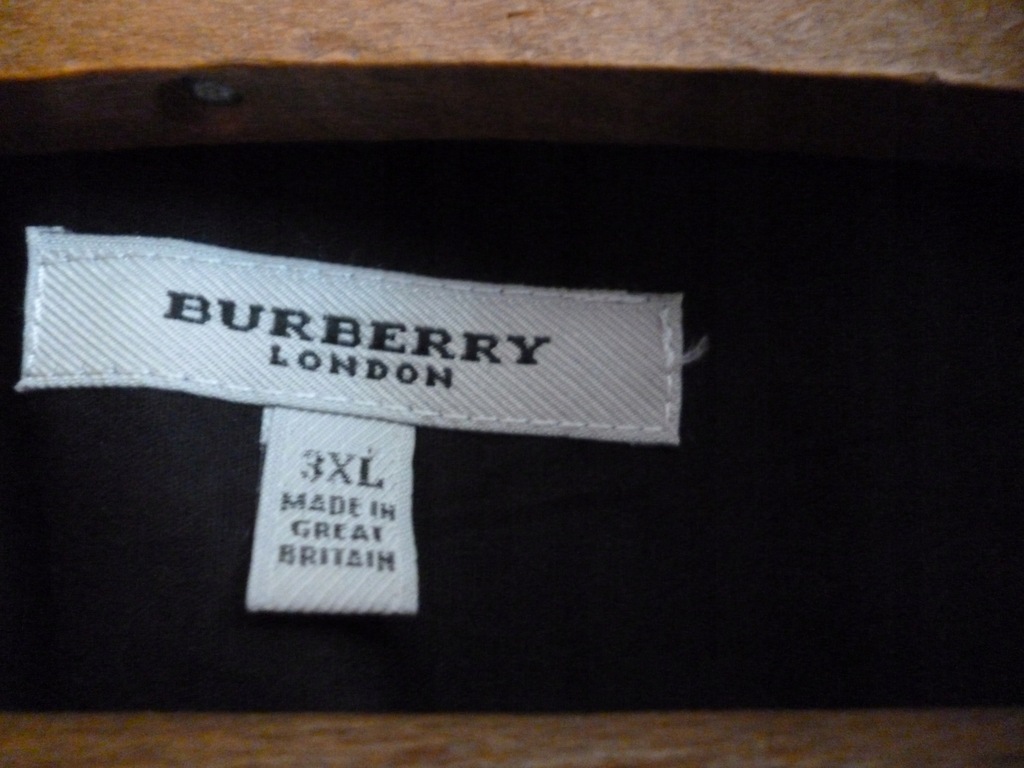 BURBERRY
LONDON
3XL
MADE IN
GREAT
BRITAIN